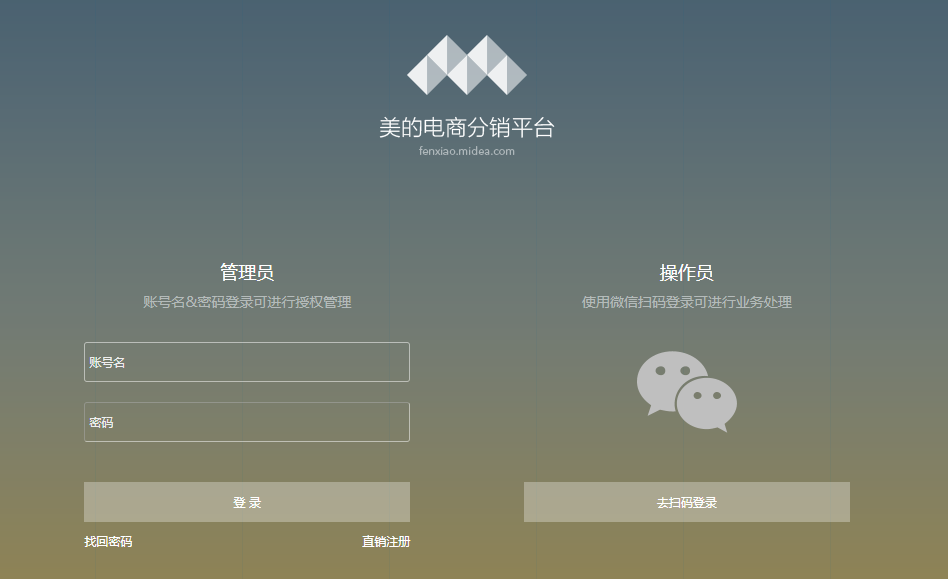 美的电商分销平台
fenxiao.midea.com
管理员
账号名&密码登录可进行授权管理
账号名
密码
登 录
找回密码
直销注册
操作员
使用微信扫码登录可进行业务处理
去扫码登录